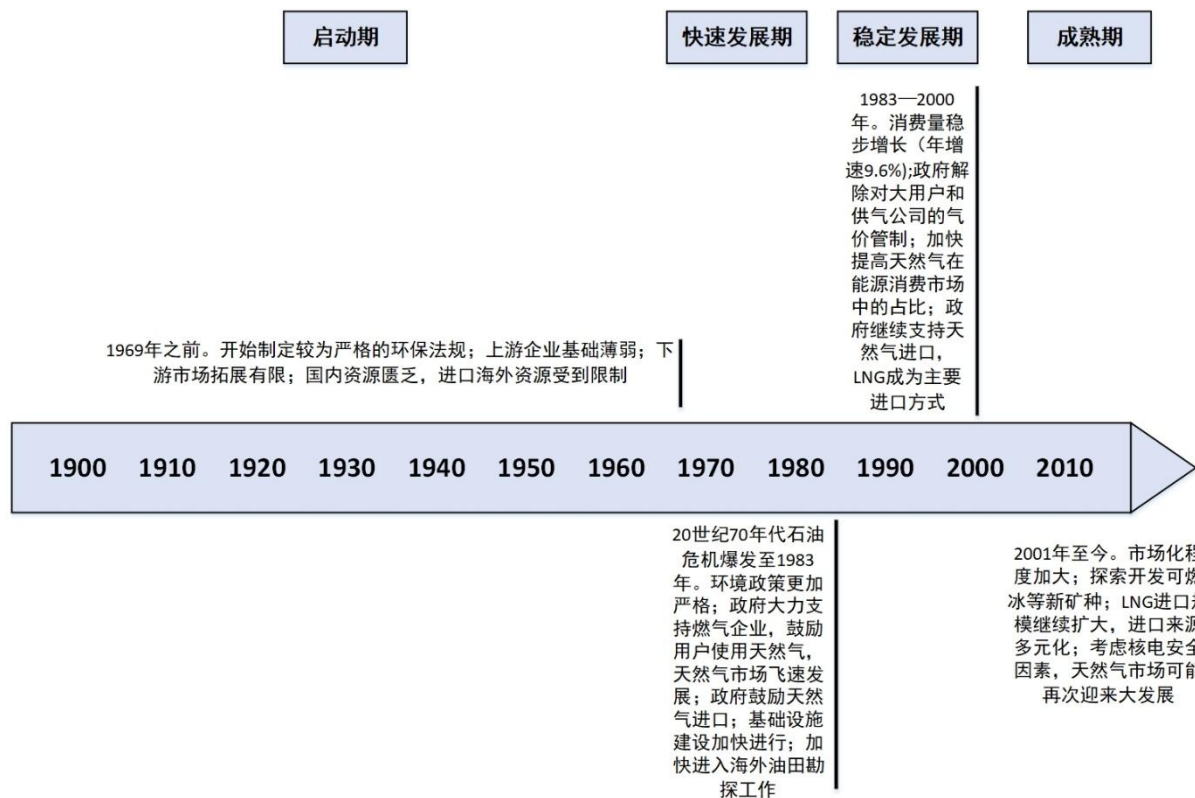 启动期
快速发展期
稳定发展期
成熟期
1983—2000
年。消费量稳
步增长（年增
速9.6%);政府解
除对大用户和
供气公司的气
价管制；加快
提高天然气在
能源消费市场
中的占比；政
府继续支持天
然气进口，
LNG成为主要
进口方式
1969年之前。开始制定较为严格的环保法规；上游企业基础薄弱；下
游市场拓展有限；国内资源匮乏，进口海外资源受到限制
1900 1910 1920 1930 1940 1950 1960 1970 1980 1990 2000 2010
20世纪70年代石油
危机爆发至1983
年。环境政策更加
严格；政府大力支
持燃气企业，鼓励
用户使用天然气，
天然气市场飞速发
展；政府鼓励天然
气进口；基础设施
建设加快进行；加
快进入海外油田勘
探工作
2001年至今。市场化程
度加大；探索开发可燃
冰等新矿种；LNG进口规
模继续扩大，进口来源
多元化；考虑核电安全
因素，天然气市场可能
再次迎来大发展